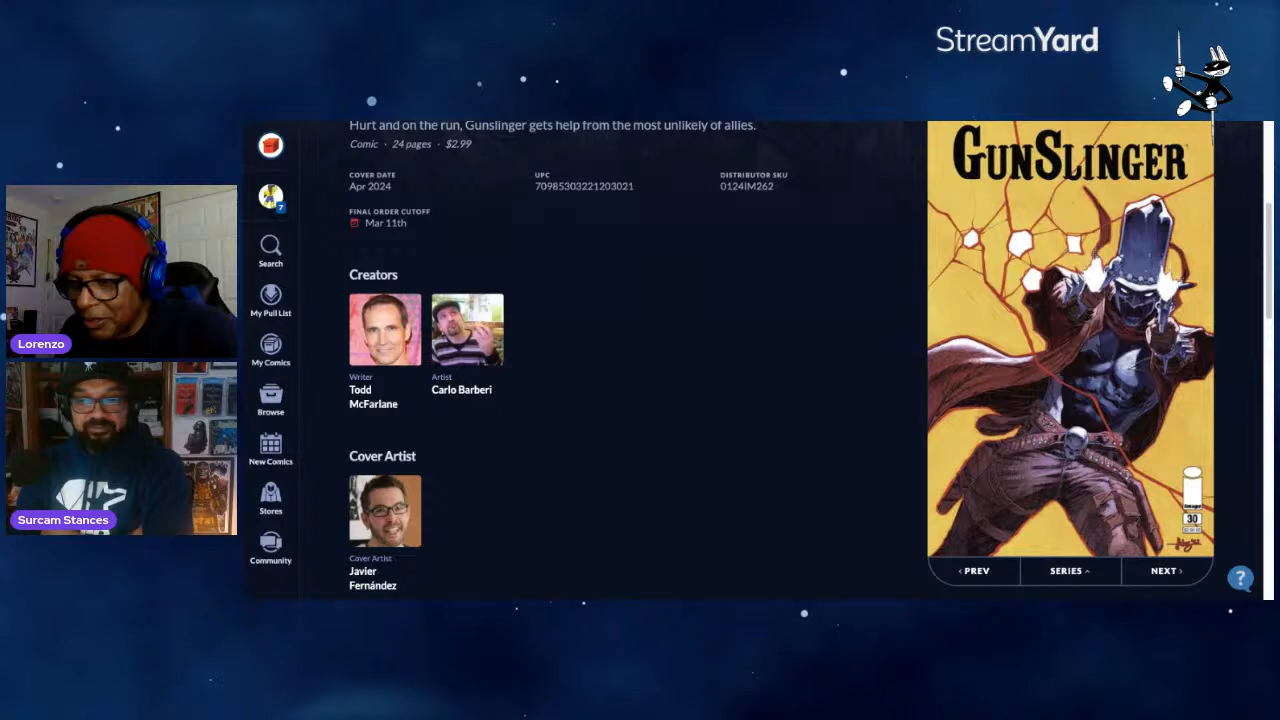 StreamYard
Hurt and on the run, Gunslinger gets help from the most unlikely of allies.
Comic · 24 pages · $2.99
COVER DATE
Apr 2024
UPC
70985303221203021
DISTRIBUTOR SKU
0124IM262
FINAL ORDER CUTOFF
Mar 11th
Creators
Writer
Todd
McFarlane
Artist
Carlo Barberi
Cover Artist
Cover Artist
Javier
Fernández
7
Search
My Pull List
My Comics
Browse
New Comics
Stores
Community
Lorenzo
Surcam Stances
GUNSLINGER
image
30
‹ PREV
SERIES
NEXT ›
?